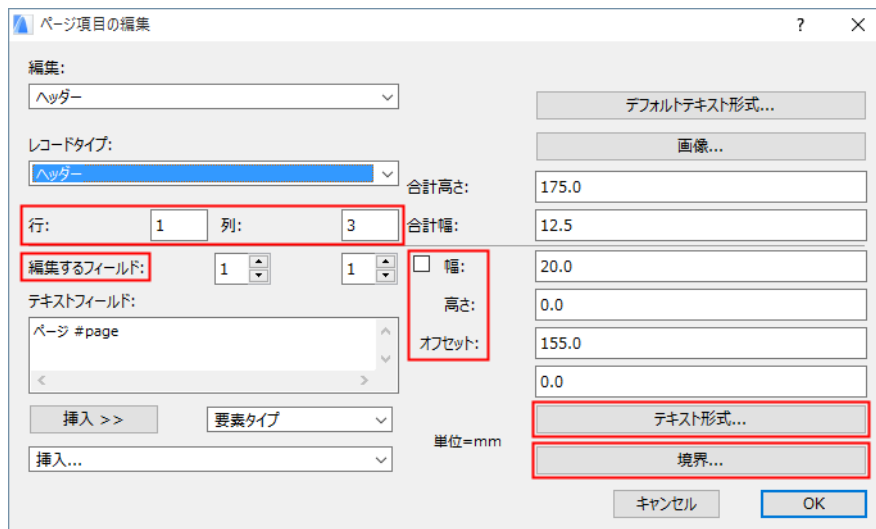 ページ項目の編集
?
編集:
ヘッダー
デフォルトテキスト形式...
レコードタイプ:
画像...
ヘッダー
合計高さ:
175.0
行:
1
列:
3
合計幅:
12.5
編集するフィールド:
1
1
幅:
20.0
テキストフィールド:
高さ:
0.0
ページ #page
オフセット:
155.0
0.0
挿入 >>
要素タイプ
テキスト形式...
単位=mm
挿入...
境界...
キャンセル
OK